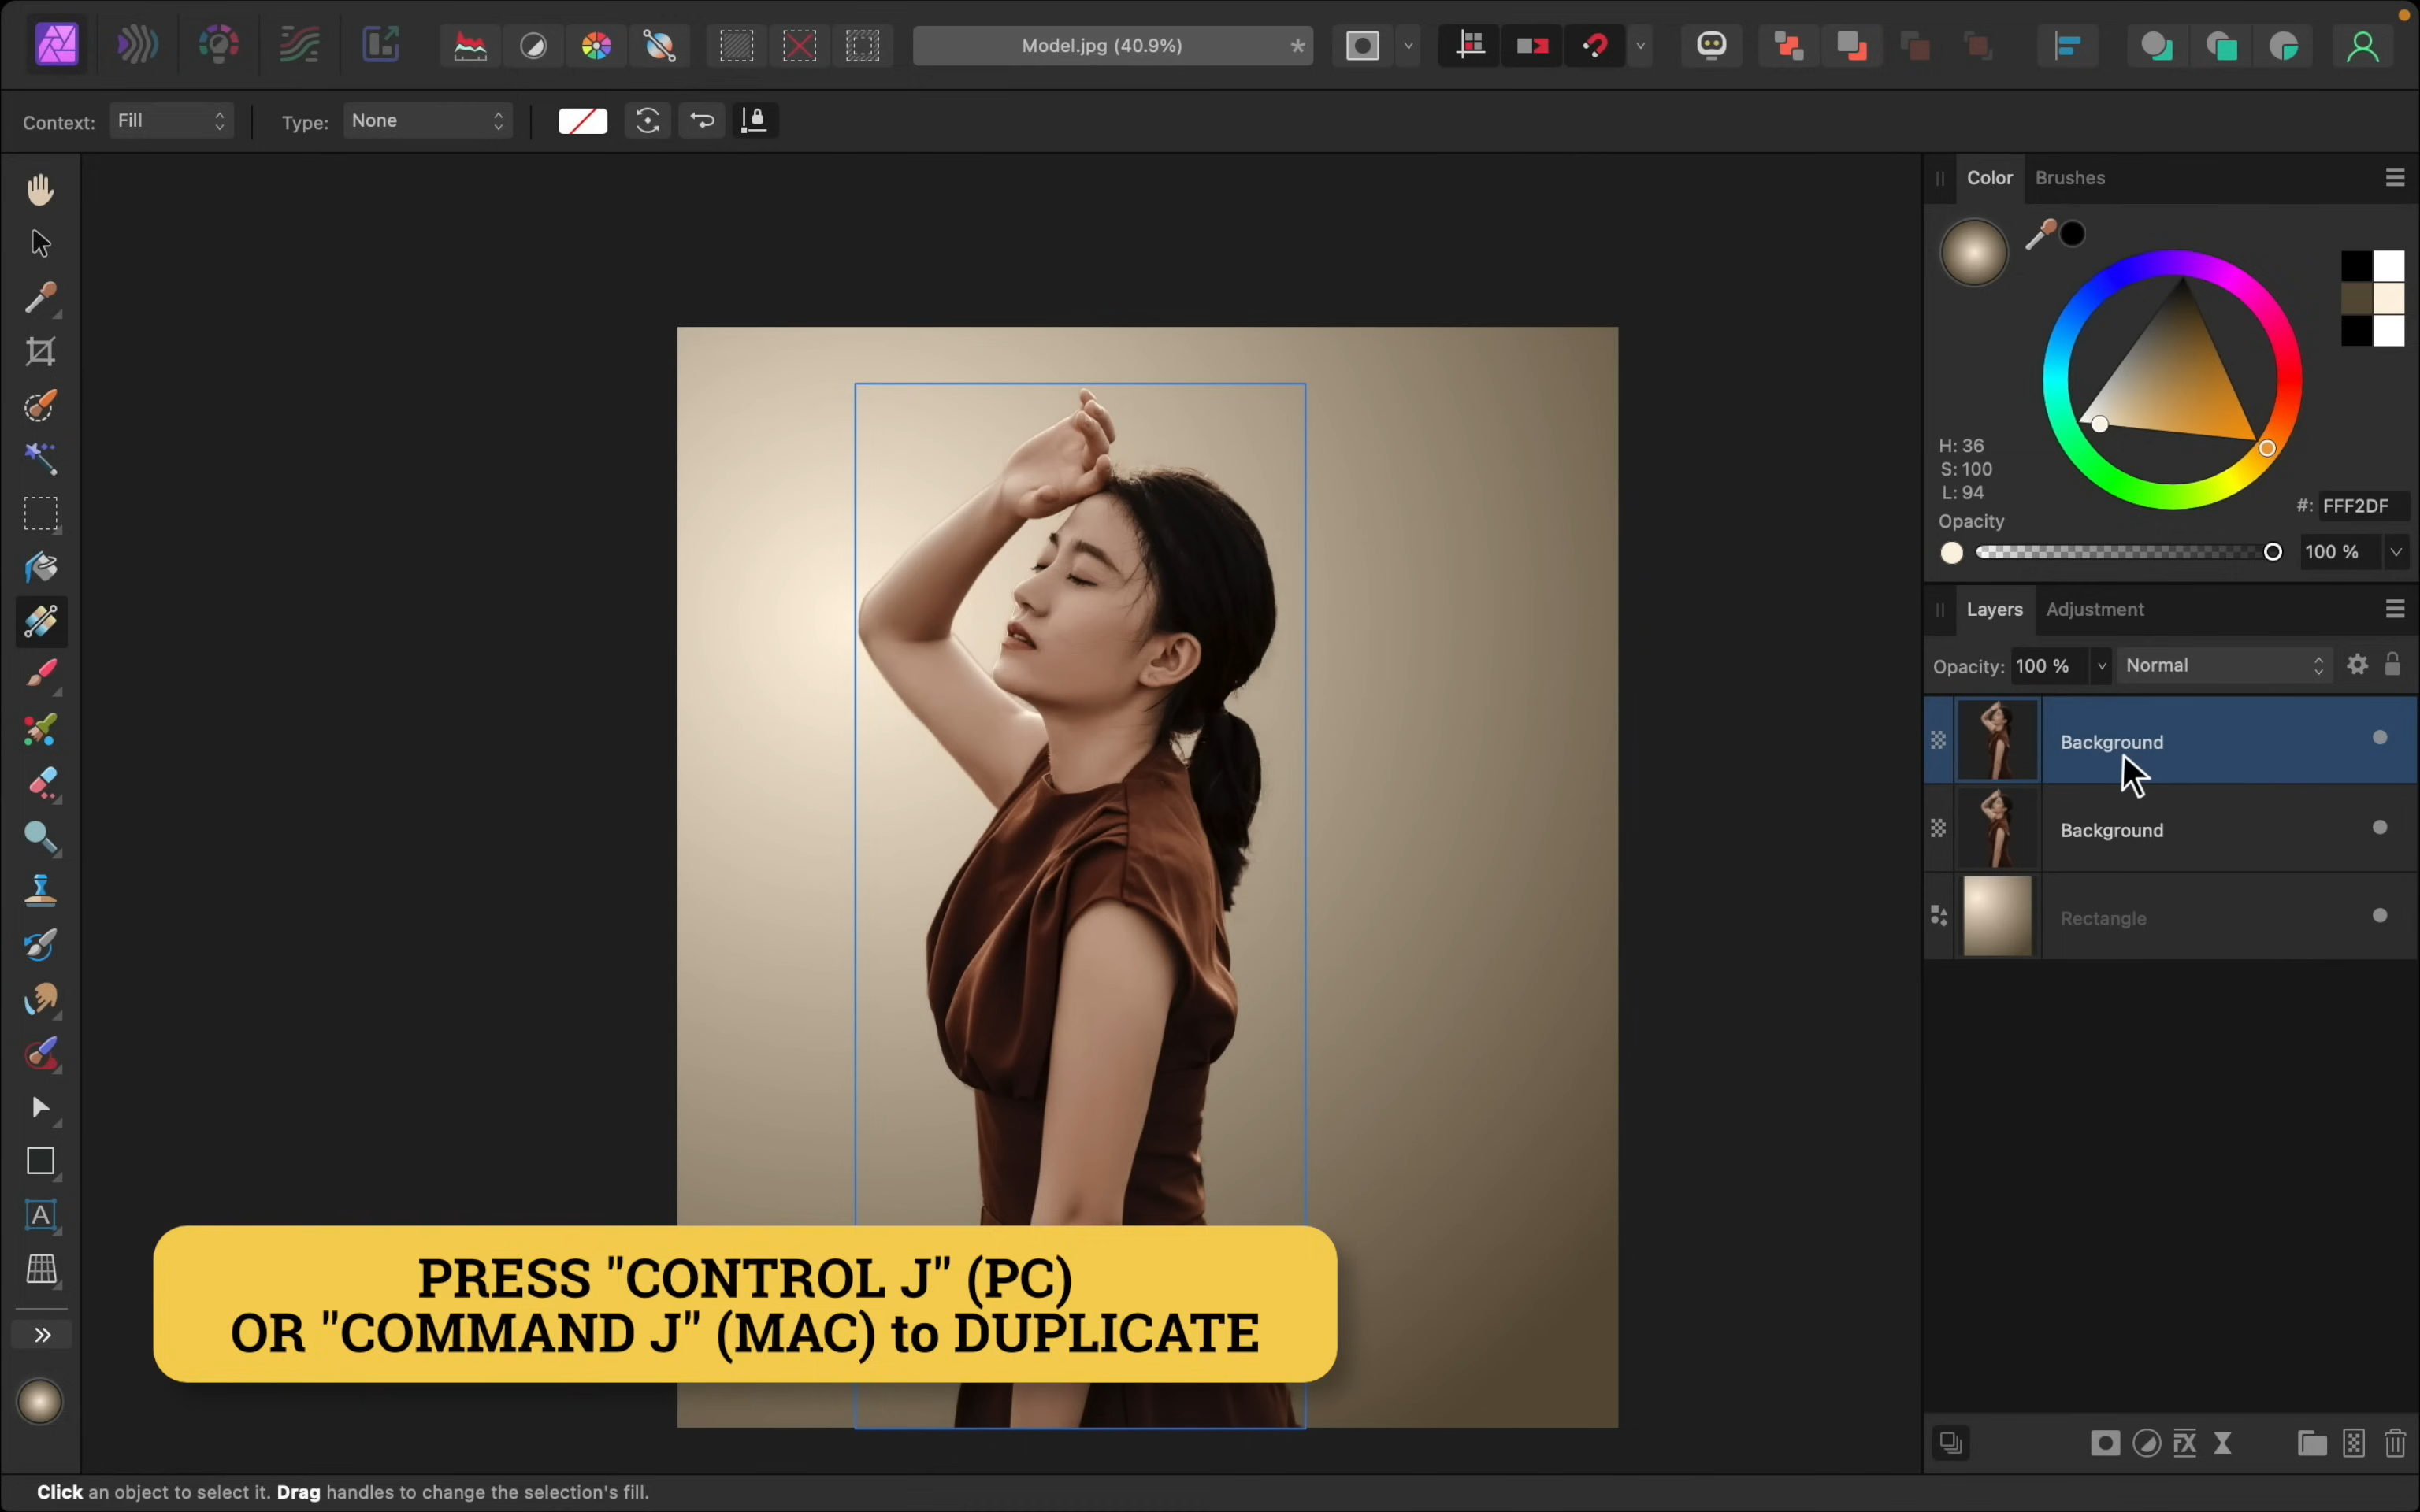 Model.jpg (40.9%)
*
Context: Fill
Type: None
Color Brushes
H: 36
S: 100
L: 94
#: FFF2DF
Opacity
100 %
Layers Adjustment
Opacity: 100 % Normal
Background
Background
Rectangle
A
FX
PRESS "CONTROL J" (PC)
OR "COMMAND J" (MAC) to DUPLICATE
Click an object to select it. Drag handles to change the selection's fill.